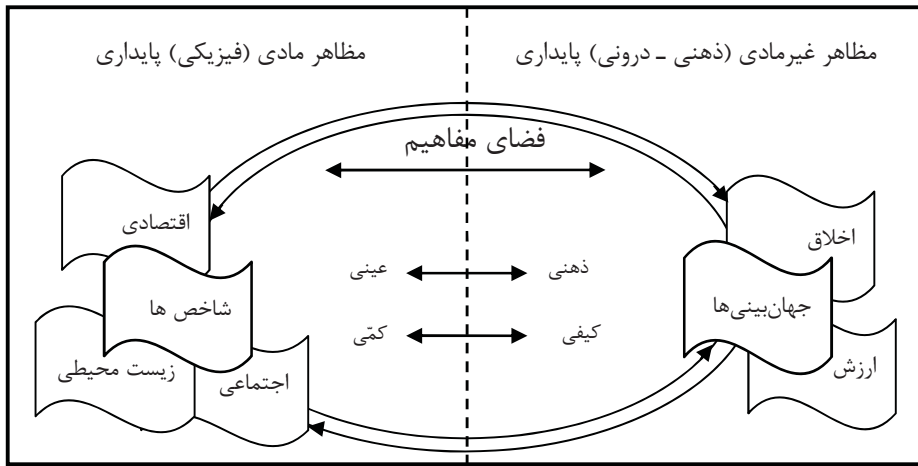 مظاهر غیرمادی (ذهنی ـ درونی) پایداری
مظاهر مادی (فیزیکی) پایداری
فضای مفاهیم
اخلاق
اقتصادی
ذهنی
عینی
جهان‌بینی‌ها
شاخص ها
کیفی
کمّی
ارزش
اجتماعی
زیست محیطی